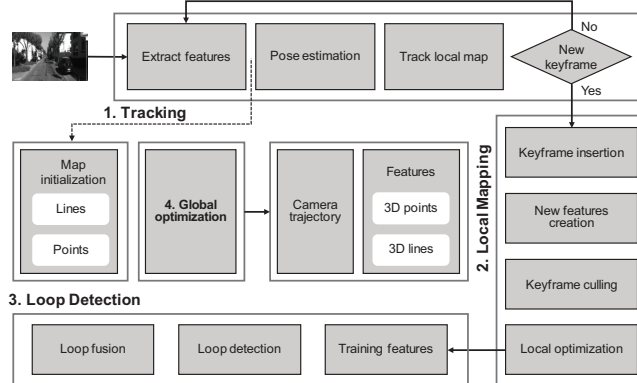 No
Extract features
Pose estimation
Track local map
New
keyframe
Yes
1. Tracking
Map
initialization
Lines
Points
4. Global
optimization
Camera
trajectory
Features
3D points
3D lines
2. Local Mapping
Keyframe insertion
New features
creation
Keyframe culling
Local optimization
3. Loop Detection
Loop fusion
Loop detection
Training features